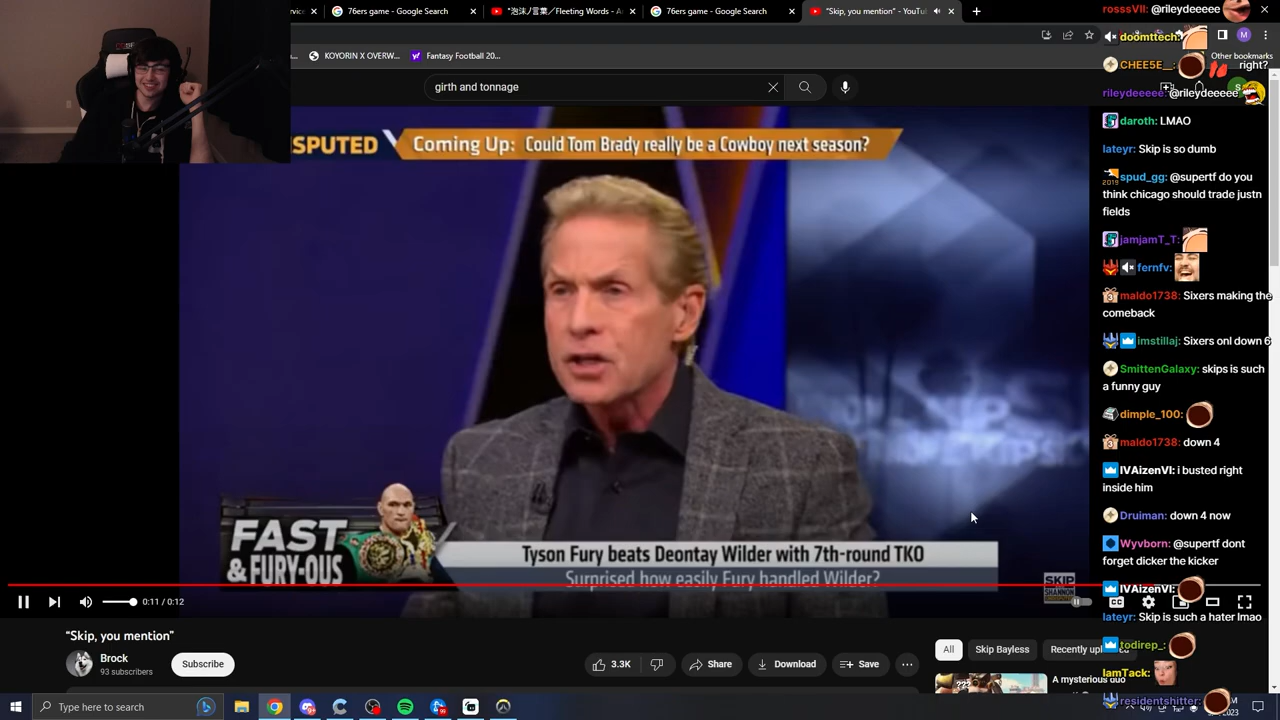 76ers game - Google Search
"泡沫/言葉/Fleeting Words - A
76ers game - Google Search
"Skip, you mention" - YouTu
KOYORIN X OVERW...
Fantasy Football 20...
Other bookmarks
girth and tonnage
SPUTED
Coming Up: Could Tom Brady really be a Cowboy next season?
FAST
& FURY-OUS
Tyson Fury beats Deontay Wilder with 7th-round TKO
Surprised how easily Fury handled Wilder?
SKIP
SHANNON
0:11 / 0:12
"Skip, you mention"
Brock
93 subscribers
Subscribe
3.3K
Share
Download
Save
All
Skip Bayless
Recently up
A mysterious duo
Type here to search
rosssVII: @rileydeeeee
doomttech:
CHEE5E__:
right?
rileydeeeee: @rileydeeeee
daroth: LMAO
lateyr: Skip is so dumb
spud_gg: @supertf do you
think chicago should trade justn
fields
jamjamT_T:
fernfv:
maldo1738: Sixers making the
comeback
imstillaj: Sixers onl down 6
SmittenGalaxy: skips is such
a funny guy
dimple_100:
maldo1738: down 4
IVAizenVI: i busted right
inside him
Druiman: down 4 now
Wyvborn: @supertf dont
forget dicker the kicker
IVAizenVI:
lateyr: Skip is such a hater lmao
todirep_:
IamTack:
residentshitter: